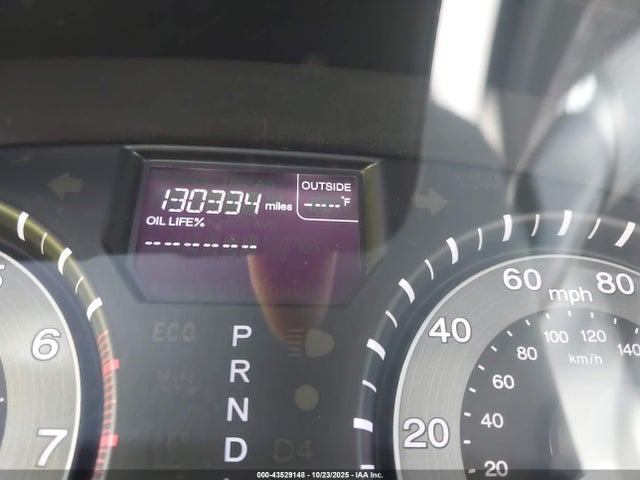 130334 miles
OUTSIDE
-----°F
OIL LIFE%
----------
ECO
P
R
N
D
D4
5
6
7
20
40
60
80
mph
20
40
60
80
100
120
140
km/h
000-43529148 - 10/23/2025 - IAA Inc.